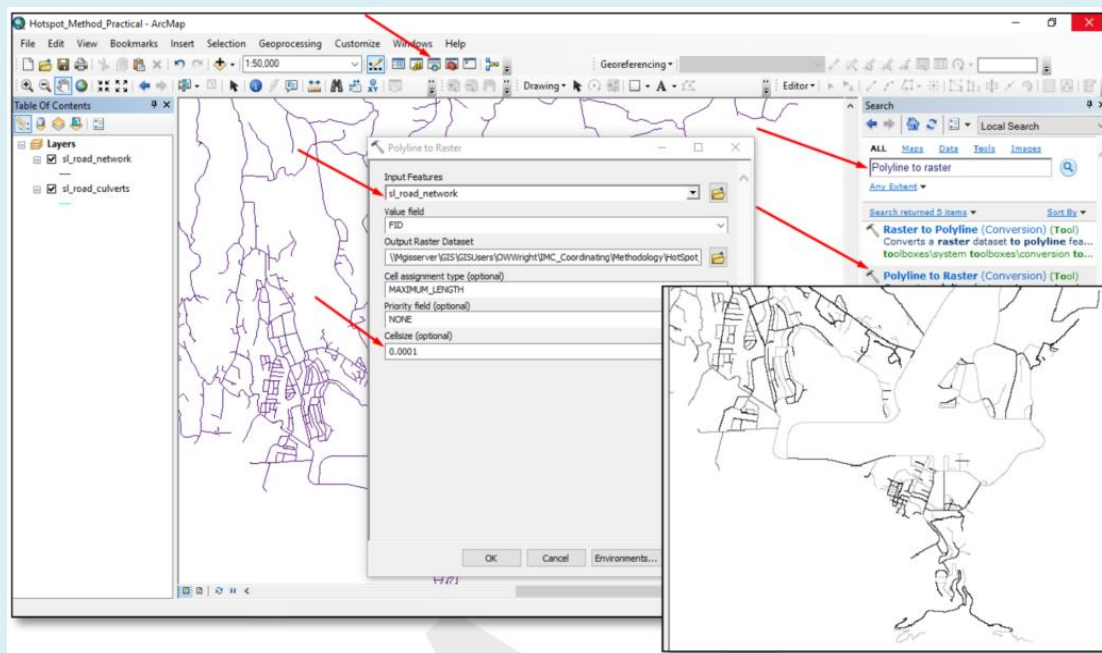 Hotspot_Method_Practical - ArcMap
File Edit View Bookmarks Insert Selection Geoprocessing Customize Windows Help
1:50,000
Georeferencing
Drawing
A
Editor
Table Of Contents
Layers
sl_road_network
sl_road_culverts
Polyline to Raster
Input Features
sl_road_network
Value field
FID
Output Raster Dataset
\\Mgisserver\GIS\GISUsers\OWWright\IMC_Coordinating\Methodology\HotSpot_
Cell assignment type (optional)
MAXIMUM_LENGTH
Priority field (optional)
NONE
Cellsize (optional)
0.0001
OK Cancel Environments...
Search
Local Search
ALL Maps Data Tools Images
Polyline to raster
Any Extent
Search returned 5 items Sort By
Raster to Polyline (Conversion) (Tool)
Converts a raster dataset to polyline fea...
toolboxes\system toolboxes\conversion to...
Polyline to Raster (Conversion) (Tool)